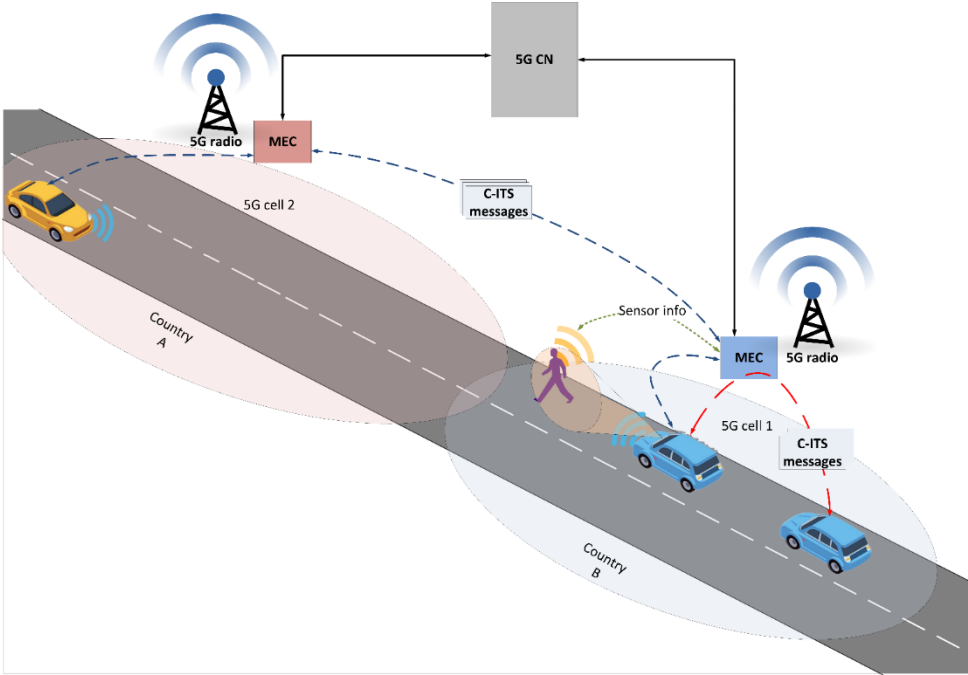 5G CN
5G radio
MEC
5G cell 2
C-ITS
messages
Sensor info
Country
A
MEC
5G radio
5G cell 1
C-ITS
messages
Country
B